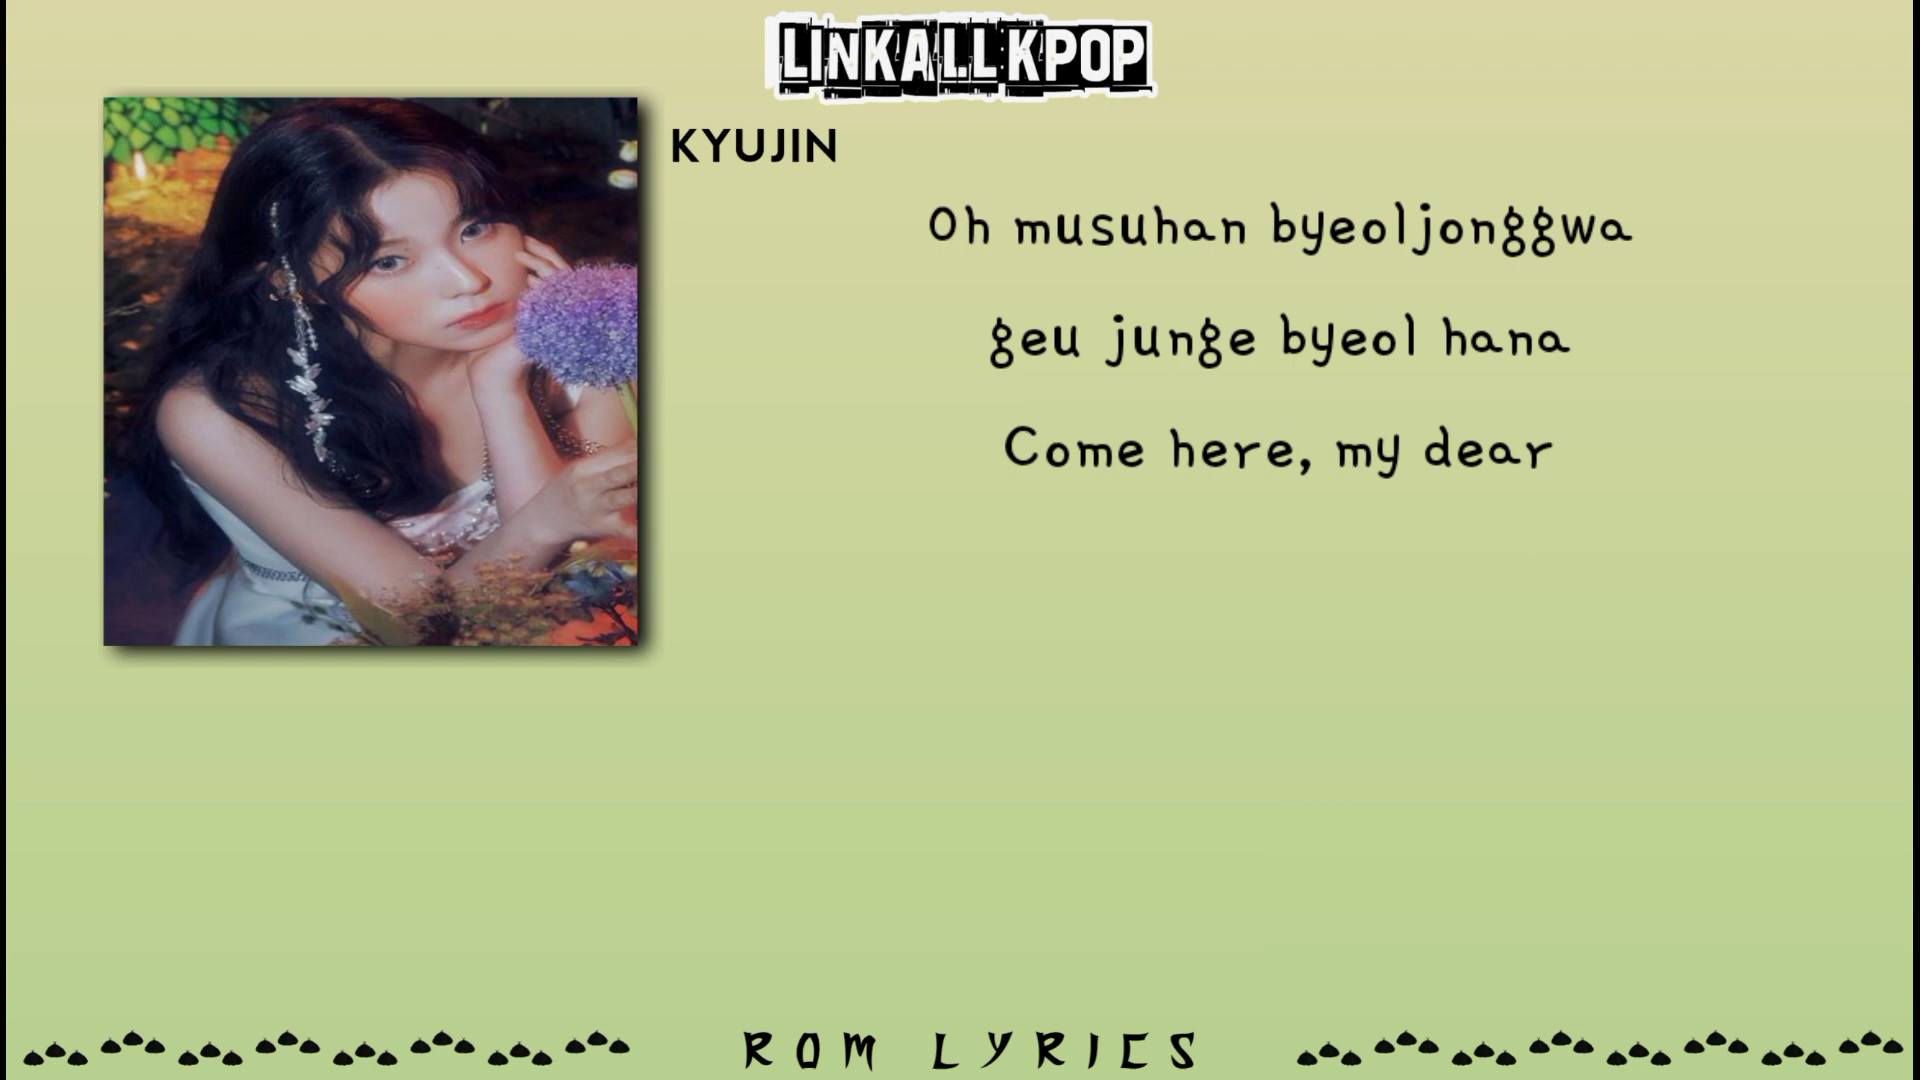 LINKALLKPOP
KYUJIN
Oh musuhan byeoljonggwa
geu junge byeol hana
Come here, my dear
ROM LYRICS